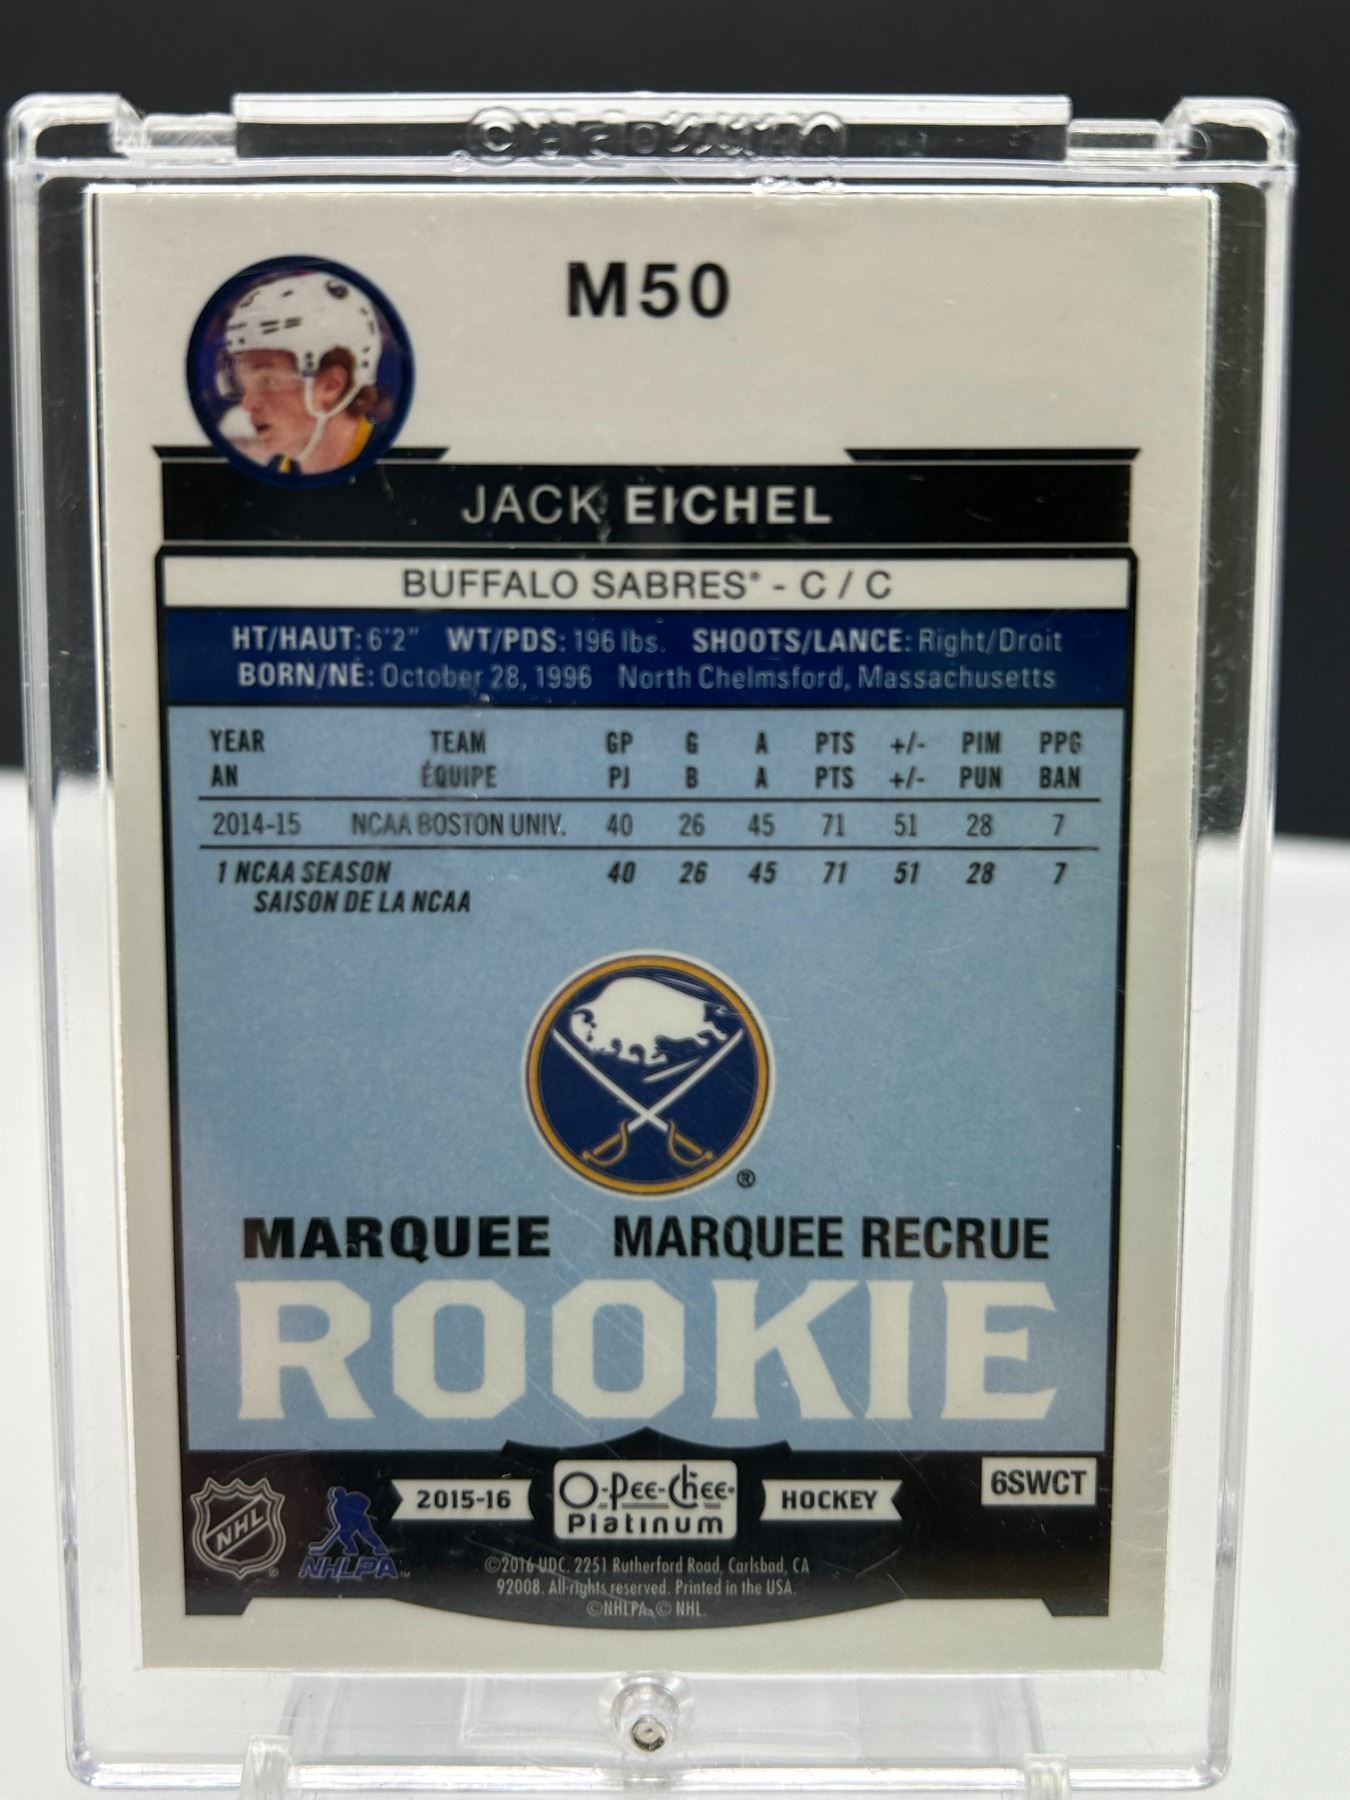 M50
JACK EICHEL
BUFFALO SABRES® - C / C
HT/HAUT: 6'2" WT/PDS: 196 lbs. SHOOTS/LANCE: Right/Droit
BORN/NÉ: October 28, 1996 North Chelmsford, Massachusetts
YEAR TEAM GP G A PTS +/- PIM PPG
AN ÉQUIPE PJ B A PTS +/- PUN BAN
2014-15 NCAA BOSTON UNIV. 40 26 45 71 51 28 7
1 NCAA SEASON 40 26 45 71 51 28 7
SAISON DE LA NCAA
®
MARQUEE MARQUEE RECRUE
ROOKIE
6SWCT
NHL NHLPA™ 2015-16 O-Pee-Chee® Platinum HOCKEY
©2016 UDC. 2251 Rutherford Road, Carlsbad, CA
92008. All rights reserved. Printed in the USA.
©NHLPA. © NHL.